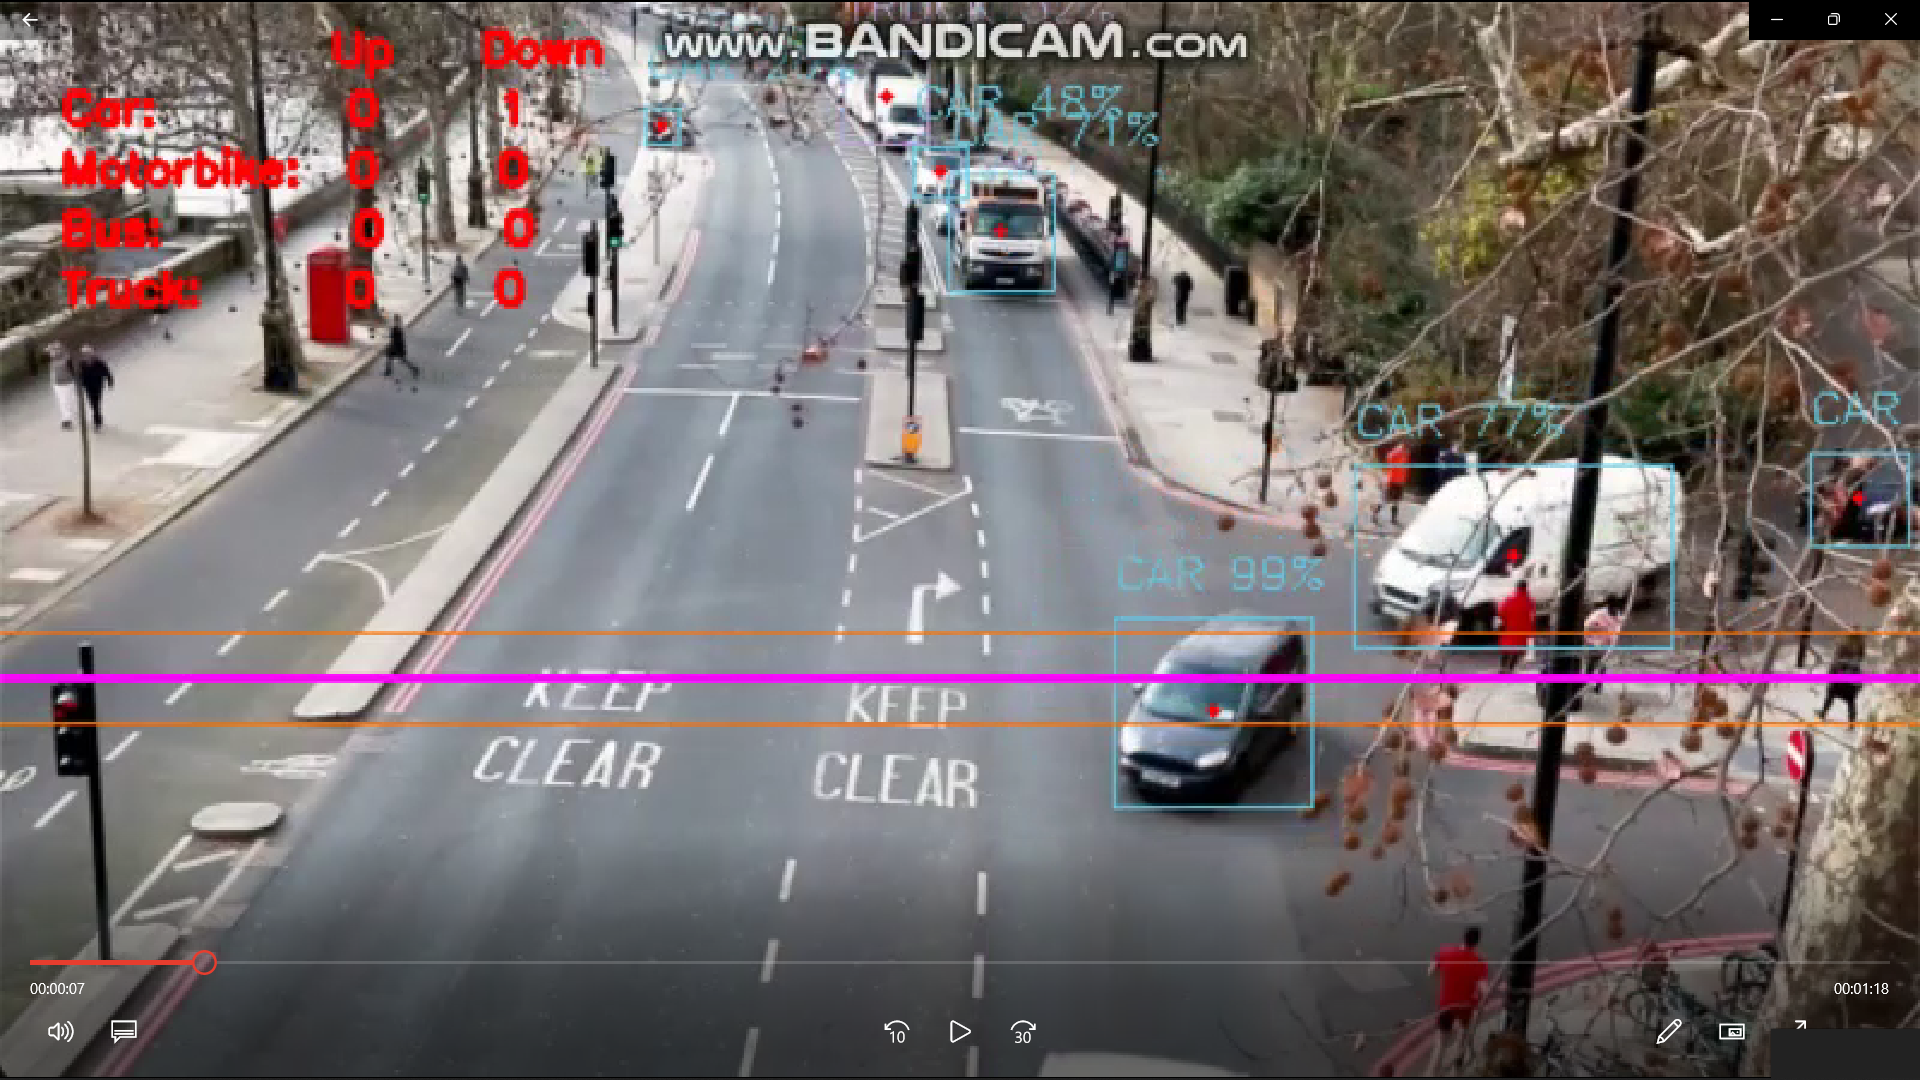 www.BANDICAM.com
Up Down
Car: 0 1
Motorbike: 0 0
Bus: 0 0
Truck: 0 0
CAR 48%
CAR 71%
CAR 77%
CAR
CAR 99%
KEEP KEEP
CLEAR CLEAR
00:00:07 00:01:18
10 30